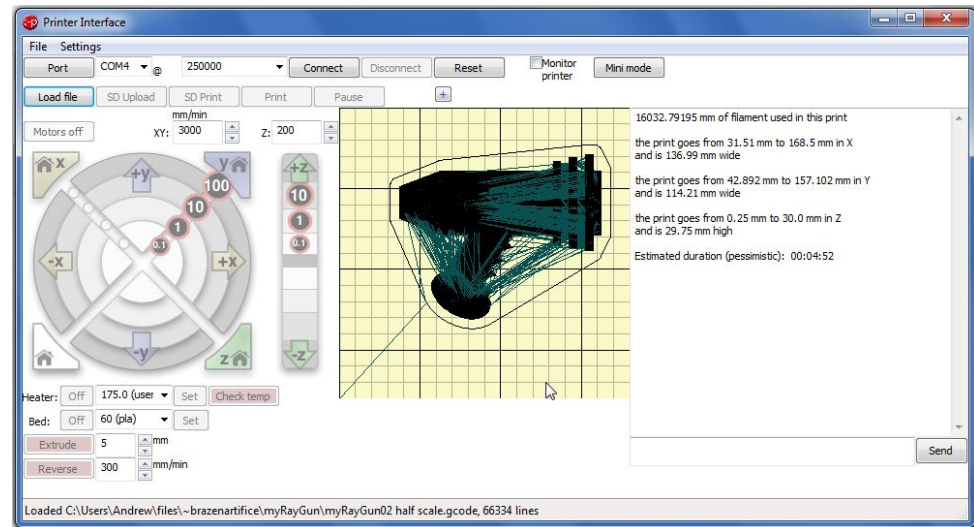 Printer Interface
File Settings
Port COM4 @ 250000 Connect Disconnect Reset Monitor printer Mini mode
Load file SD Upload SD Print Print Pause +
mm/min
Motors off XY: 3000 Z: 200
x y +y +z
100
10 10
1 1
0.1 0.1
-x +x
-y z -z
Heater: Off 175.0 (user Set Check temp
Bed: Off 60 (pla) Set
Extrude 5 mm
Reverse 300 mm/min
16032.79195 mm of filament used in this print
the print goes from 31.51 mm to 168.5 mm in X
and is 136.99 mm wide
the print goes from 42.892 mm to 157.102 mm in Y
and is 114.21 mm wide
the print goes from 0.25 mm to 30.0 mm in Z
and is 29.75 mm high
Estimated duration (pessimistic): 00:04:52
Send
Loaded C:\Users\Andrew\files\~brazenartifice\myRayGun\myRayGun02 half scale.gcode, 66334 lines